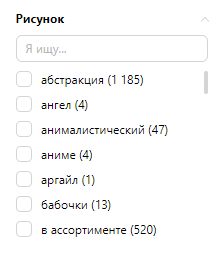 Рисунок
Я ищу...
абстракция (1 185)
ангел (4)
анималистический (47)
аниме (4)
аргайл (1)
бабочки (13)
в ассортименте (520)